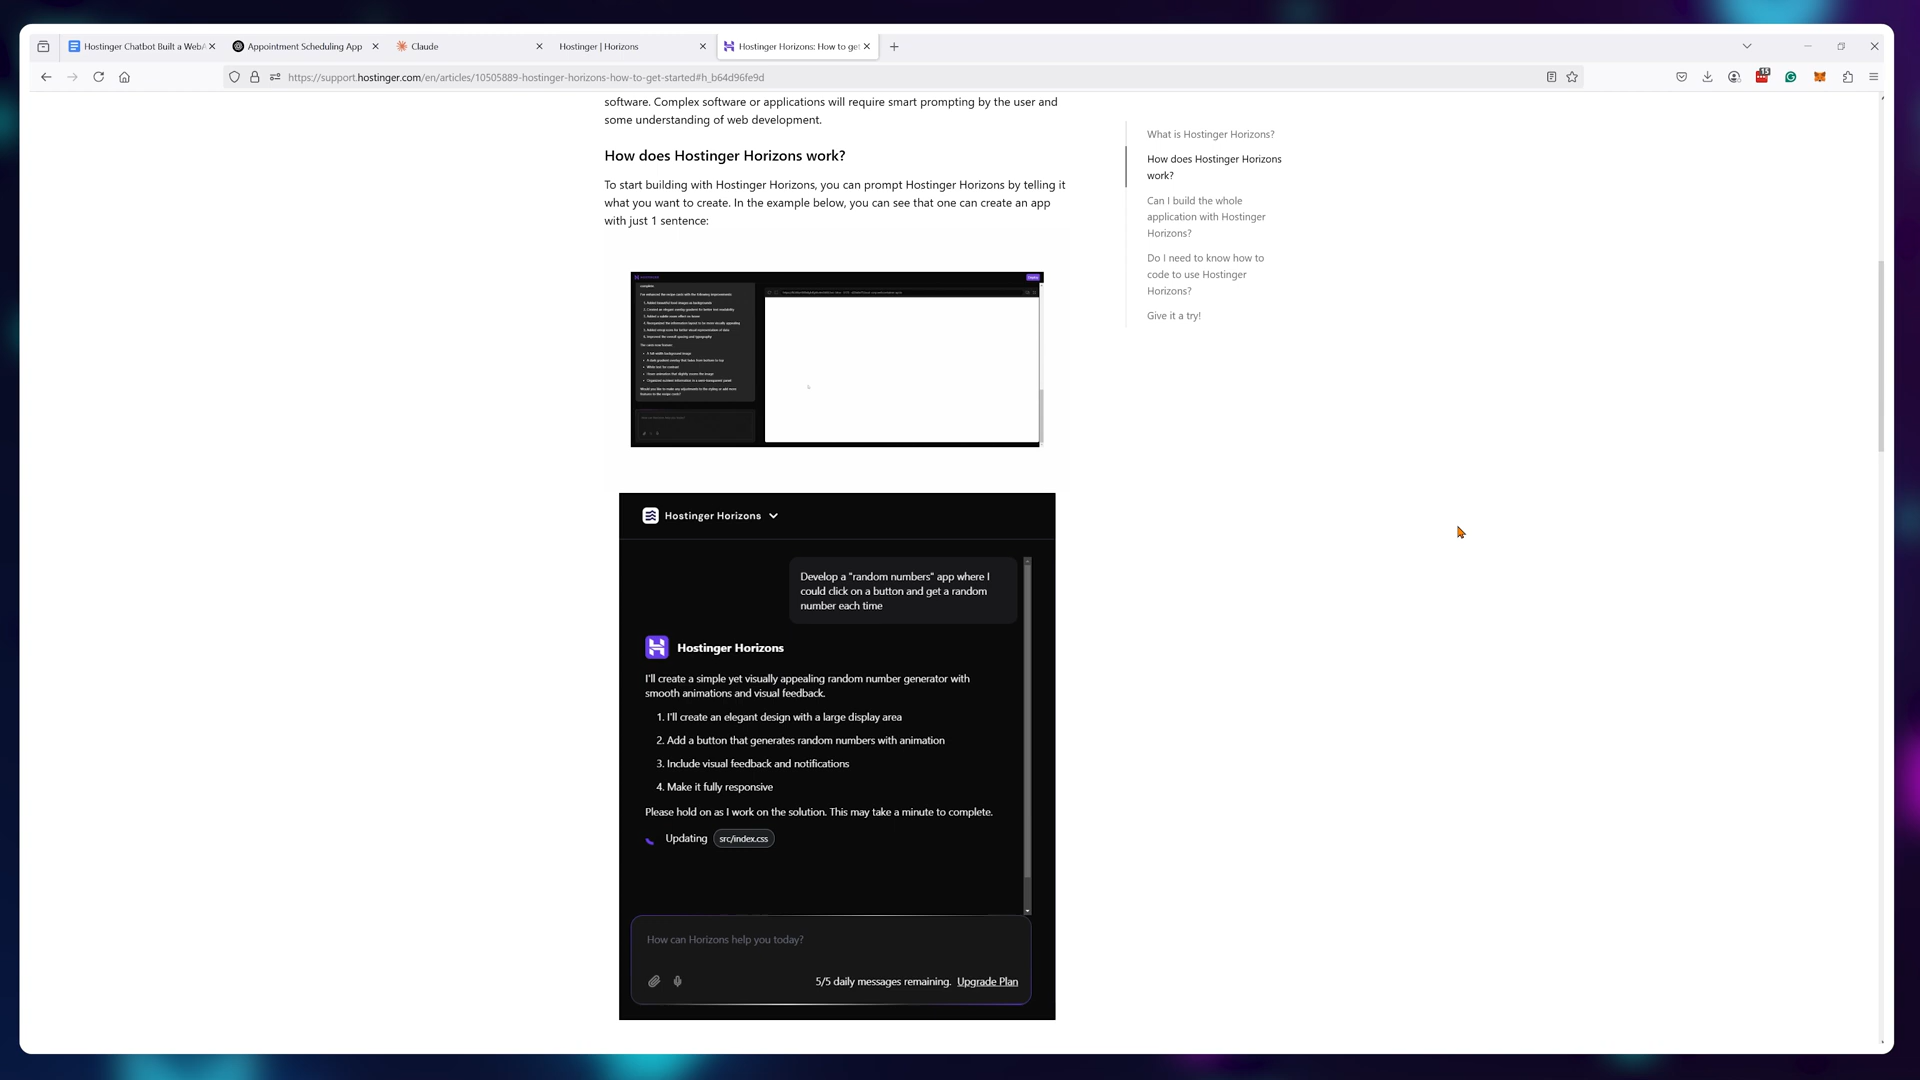 Hostinger Chatbot Built a WebA
Appointment Scheduling App
Claude
Hostinger | Horizons
Hostinger Horizons: How to get
https://support.hostinger.com/en/articles/10505889-hostinger-horizons-how-to-get-started#h_b64d96fe9d
15
software. Complex software or applications will require smart prompting by the user and
some understanding of web development.
How does Hostinger Horizons work?
To start building with Hostinger Horizons, you can prompt Hostinger Horizons by telling it
what you want to create. In the example below, you can see that one can create an app
with just 1 sentence:
What is Hostinger Horizons?
How does Hostinger Horizons
work?
Can I build the whole
application with Hostinger
Horizons?
Do I need to know how to
code to use Hostinger
Horizons?
Give it a try!
Hostinger Horizons
Develop a "random numbers" app where I
could click on a button and get a random
number each time
Hostinger Horizons
I'll create a simple yet visually appealing random number generator with
smooth animations and visual feedback.
1. I'll create an elegant design with a large display area
2. Add a button that generates random numbers with animation
3. Include visual feedback and notifications
4. Make it fully responsive
Please hold on as I work on the solution. This may take a minute to complete.
Updating src/index.css
How can Horizons help you today?
5/5 daily messages remaining. Upgrade Plan